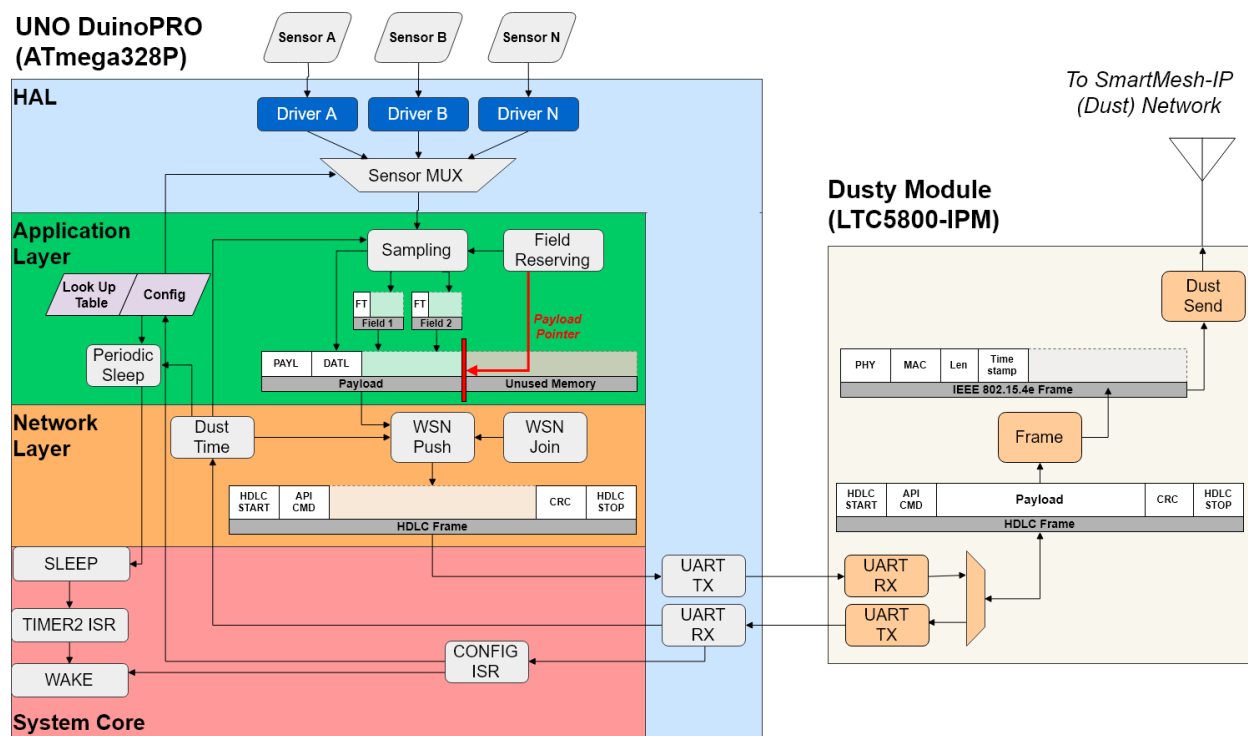 UNO DuinoPRO
(ATmega328P)
Sensor A
Sensor B
Sensor N
HAL
Driver A
Driver B
Driver N
Sensor MUX
Application
Layer
Sampling
Field
Reserving
Look Up
Table
Config
FT
Field 1
FT
Field 2
Payload
Pointer
Periodic
Sleep
PAYL
DATL
Payload
Unused Memory
Network
Layer
Dust
Time
WSN
Push
WSN
Join
HDLC
START
API
CMD
CRC
HDLC
STOP
HDLC Frame
SLEEP
TIMER2 ISR
WAKE
CONFIG
ISR
System Core
UART
TX
UART
RX
To SmartMesh-IP
(Dust) Network
Dusty Module
(LTC5800-IPM)
Dust
Send
PHY
MAC
Len
Time
stamp
IEEE 802.15.4e Frame
Frame
HDLC
START
API
CMD
Payload
CRC
HDLC
STOP
HDLC Frame
UART
RX
UART
TX